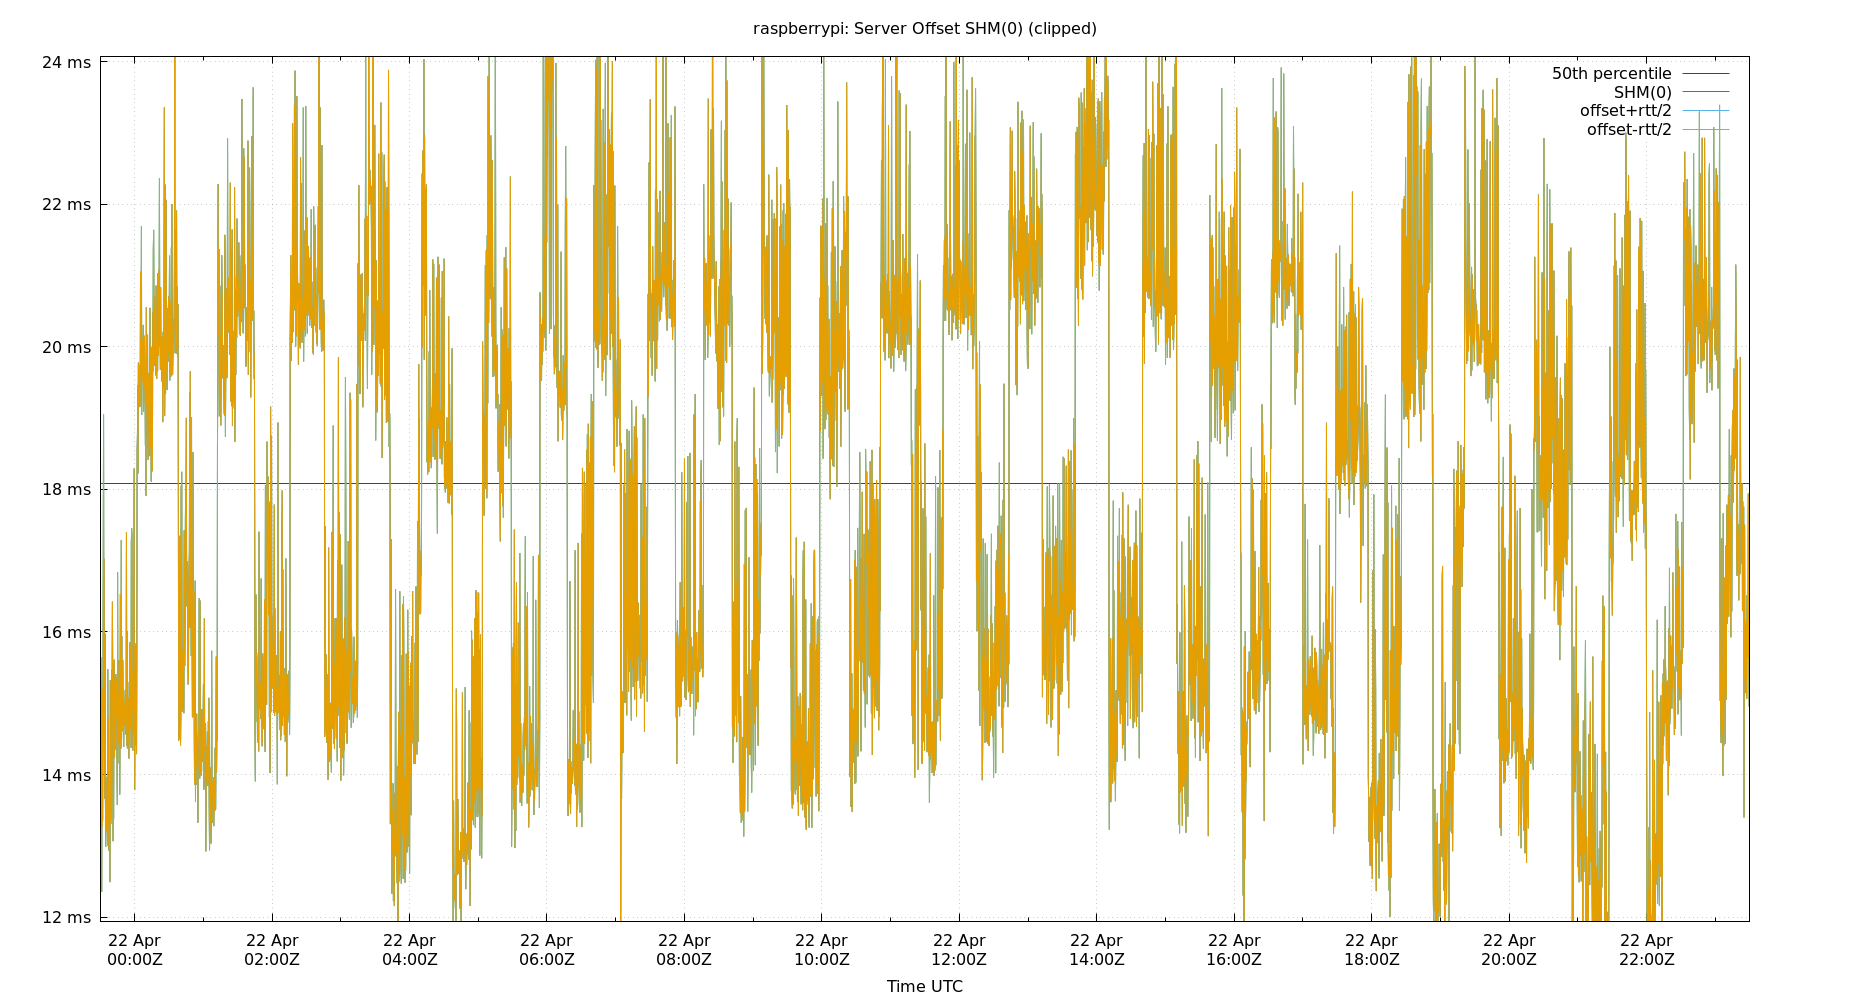 raspberrypi: Server Offset SHM(0) (clipped)
24 ms
22 ms
20 ms
18 ms
16 ms
14 ms
12 ms
50th percentile
SHM(0)
offset+rtt/2
offset-rtt/2
22 Apr 22 Apr 22 Apr 22 Apr 22 Apr 22 Apr 22 Apr 22 Apr 22 Apr 22 Apr 22 Apr 22 Apr
00:00Z 02:00Z 04:00Z 06:00Z 08:00Z 10:00Z 12:00Z 14:00Z 16:00Z 18:00Z 20:00Z 22:00Z
Time UTC